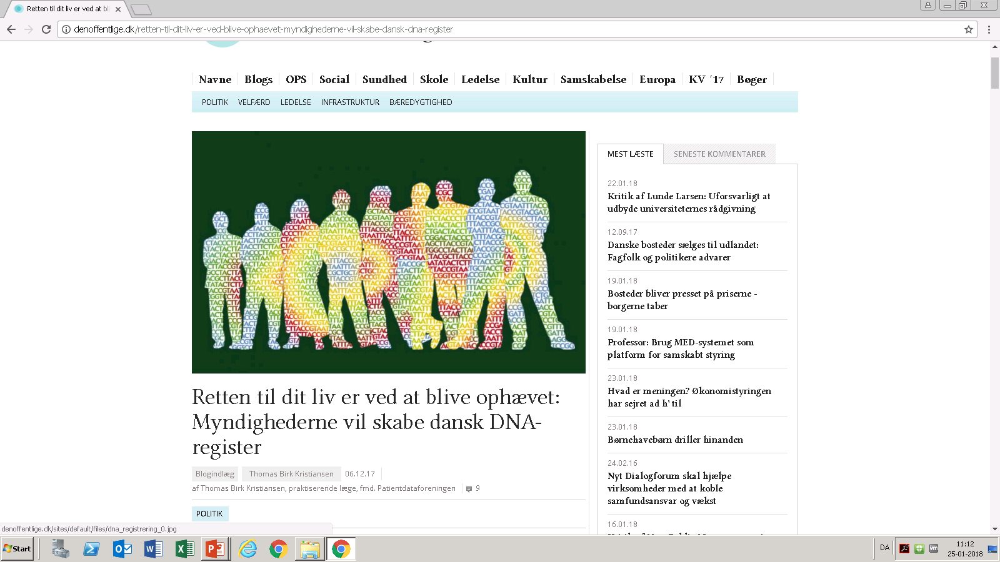 Retten til dit liv er ved at bli
denoffentlige.dk/retten-til-dit-liv-er-ved-blive-ophaevet-myndighederne-vil-skabe-dansk-dna-register
Navne Blogs OPS Social Sundhed Skole Ledelse Kultur Samskabelse Europa KV ´17 Bøger
POLITIK VELFÆRD LEDELSE INFRASTRUKTUR BÆREDYGTIGHED
Retten til dit liv er ved at blive ophævet:
Myndighederne vil skabe dansk DNA-
register
Blogindlæg Thomas Birk Kristiansen 06.12.17
af Thomas Birk Kristiansen, praktiserende læge, fmd. Patientdataforeningen 9
POLITIK
MEST LÆSTE SENESTE KOMMENTARER
22.01.18
Kritik af Lunde Larsen: Uforsvarligt at
udbyde universiteternes rådgivning
12.09.17
Danske bosteder sælges til udlandet:
Fagfolk og politikere advarer
19.01.18
Bosteder bliver presset på priserne -
borgerne taber
19.01.18
Professor: Brug MED-systemet som
platform for samskabt styring
23.01.18
Hvad er meningen? Økonomistyringen
har sejret ad h' til
23.01.18
Børnehavebørn driller hinanden
24.02.16
Nyt Dialogforum skal hjælpe
virksomheder med at koble
samfundsansvar og vækst
16.01.18
denoffentlige.dk/sites/default/files/dna_registrering_0.jpg
Start
DA
11:12
25-01-2018